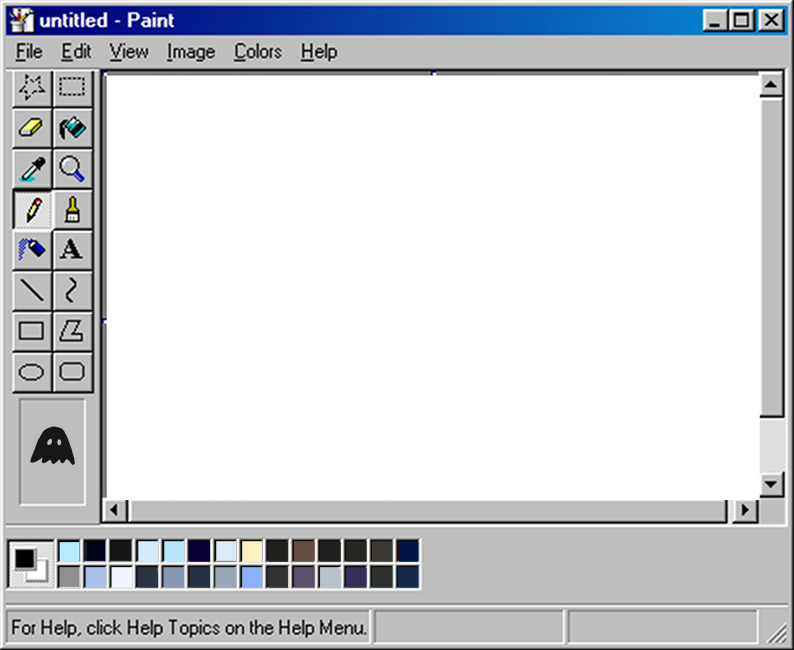 untitled - Paint
File Edit View Image Colors Help
A
For Help, click Help Topics on the Help Menu.